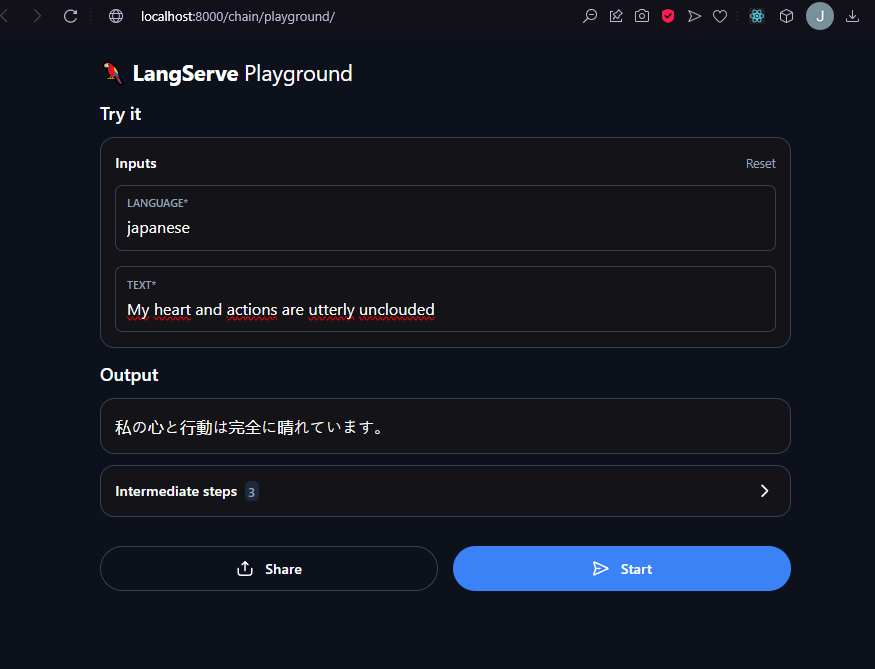 localhost:8000/chain/playground/
J
LangServe Playground
Try it
Inputs
Reset
LANGUAGE*
japanese
TEXT*
My heart and actions are utterly unclouded
Output
私の心と行動は完全に晴れています。
Intermediate steps 3
Share
Start